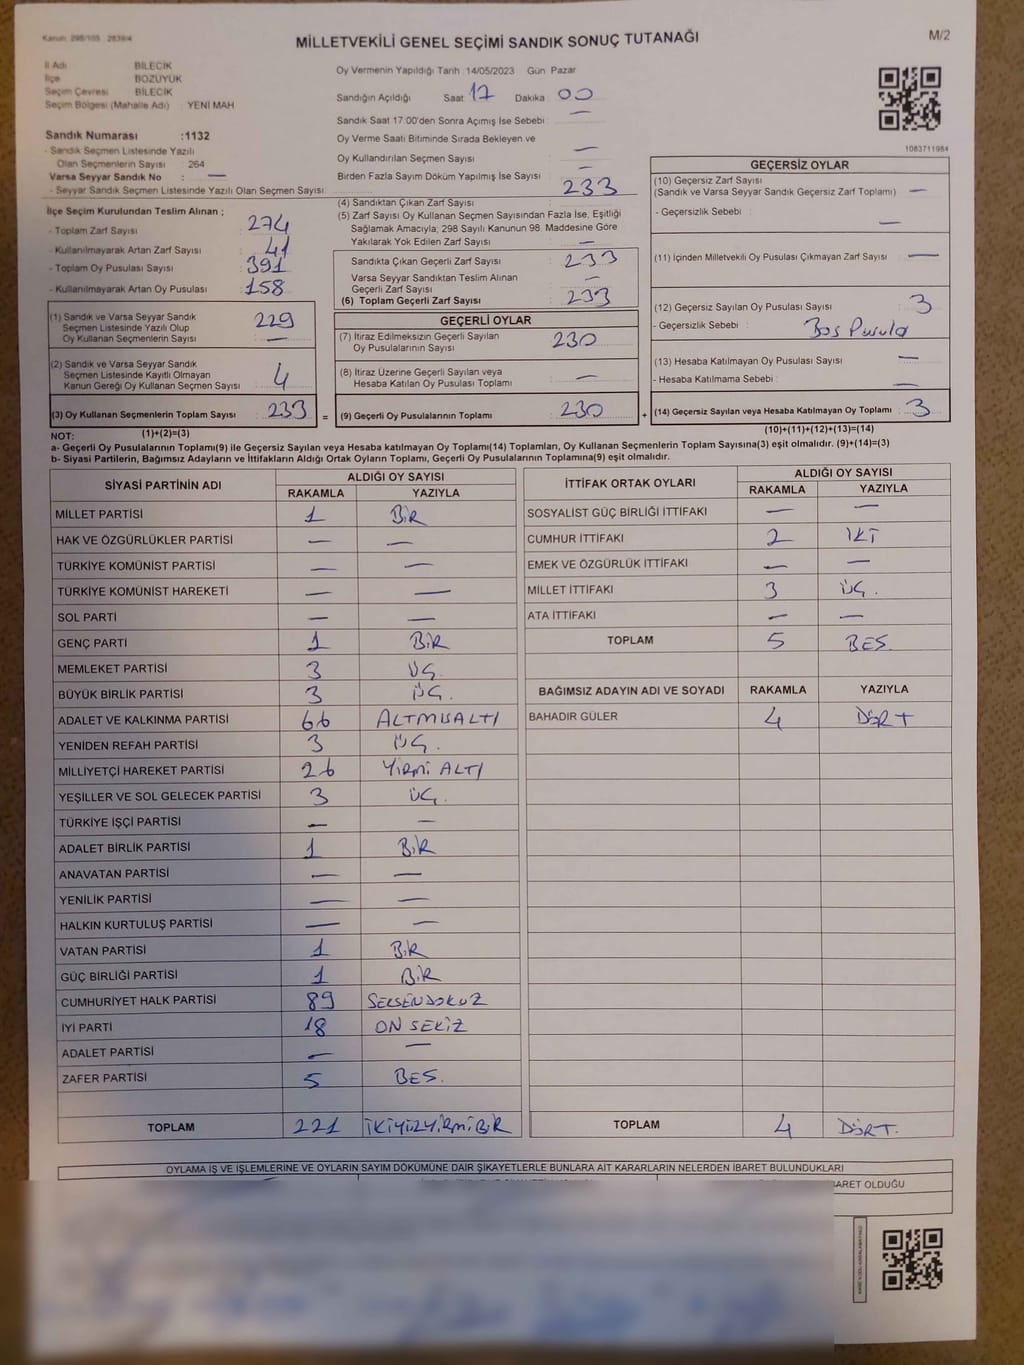 Kanun: 298/105 2839/4
MİLLETVEKİLİ GENEL SEÇİMİ SANDIK SONUÇ TUTANAĞI
M/2
İl Adı BİLECİK
İlçe BOZÜYÜK
Seçim Çevresi BİLECİK
Seçim Bölgesi (Mahalle Adı) YENİ MAH
Sandık Numarası :1132
- Sandık Seçmen Listesinde Yazılı
Olan Seçmenlerin Sayısı 264
Varsa Seyyar Sandık No : —
- Seyyar Sandık Seçmen Listesinde Yazılı Olan Seçmen Sayısı:
Oy Vermenin Yapıldığı Tarih :14/05/2023 Gün Pazar
Sandığın Açıldığı Saat 17 Dakika 00
Sandık Saat 17:00'den Sonra Açımış İse Sebebi : —
Oy Verme Saati Bitiminde Sırada Bekleyen ve
Oy Kullandırılan Seçmen Sayısı : —
Birden Fazla Sayım Döküm Yapılmış İse Sayısı : —
(4) Sandıktan Çıkan Zarf Sayısı : 233
(5) Zarf Sayısı Oy Kullanan Seçmen Sayısından Fazla İse, Eşitliği
Sağlamak Amacıyla, 298 Sayılı Kanunun 98. Maddesine Göre
Yakılarak Yok Edilen Zarf Sayısı : —
1083711984
İlçe Seçim Kurulundan Teslim Alınan ;
- Toplam Zarf Sayısı : 274
- Kullanılmayarak Artan Zarf Sayısı : 41
- Toplam Oy Pusulası Sayısı : 391
- Kullanılmayarak Artan Oy Pusulası : 158
Sandıkta Çıkan Geçerli Zarf Sayısı : 233
Varsa Seyyar Sandıktan Teslim Alınan
Geçerli Zarf Sayısı : —
(6) Toplam Geçerli Zarf Sayısı : 233
GEÇERSİZ OYLAR
(10) Geçersiz Zarf Sayısı
(Sandık ve Varsa Seyyar Sandık Geçersiz Zarf Toplamı) : —
- Geçersizlik Sebebi : —
(11) İçinden Milletvekili Oy Pusulası Çıkmayan Zarf Sayısı : —
(12) Geçersiz Sayılan Oy Pusulası Sayısı : 3
- Geçersizlik Sebebi : Boş Pusula
(13) Hesaba Katılmayan Oy Pusulası Sayısı : —
- Hesaba Katılmama Sebebi : —
(14) Geçersiz Sayılan veya Hesaba Katılmayan Oy Toplamı : 3
(10)+(11)+(12)+(13)=(14)
(1) Sandık ve Varsa Seyyar Sandık
Seçmen Listesinde Yazılı Olup
Oy Kullanan Seçmenlerin Sayısı : 229 —
(2) Sandık ve Varsa Seyyar Sandık
Seçmen Listesinde Kayıtlı Olmayan
Kanun Gereği Oy Kullanan Seçmen Sayısı : 4
(3) Oy Kullanan Seçmenlerin Toplam Sayısı : 233 =
(1)+(2)=(3)
GEÇERLİ OYLAR
(7) İtiraz Edilmeksizin Geçerli Sayılan
Oy Pusulalarının Sayısı : 230
(8) İtiraz Üzerine Geçerli Sayılan veya
Hesaba Katılan Oy Pusulası Toplamı : —
(9) Geçerli Oy Pusulalarının Toplamı : 230 +
NOT:
a- Geçerli Oy Pusulalarının Toplamı(9) ile Geçersiz Sayılan veya Hesaba katılmayan Oy Toplamı(14) Toplamları, Oy Kullanan Seçmenlerin Toplam Sayısına(3) eşit olmalıdır. (9)+(14)=(3)
b- Siyasi Partilerin, Bağımsız Adayların ve İttifakların Aldığı Ortak Oyların Toplamı, Geçerli Oy Pusulalarının Toplamına(9) eşit olmalıdır.
SİYASİ PARTİNİN ADI ALDIĞI OY SAYISI
RAKAMLA YAZIYLA
MİLLET PARTİSİ 1 BİR
HAK VE ÖZGÜRLÜKLER PARTİSİ — —
TÜRKİYE KOMÜNİST PARTİSİ — —
TÜRKİYE KOMÜNİST HAREKETİ — —
SOL PARTİ — —
GENÇ PARTİ 1 BİR
MEMLEKET PARTİSİ 3 ÜÇ
BÜYÜK BİRLİK PARTİSİ 3 ÜÇ.
ADALET VE KALKINMA PARTİSİ 66 ALTMIŞALTI
YENİDEN REFAH PARTİSİ 3 ÜÇ.
MİLLİYETÇİ HAREKET PARTİSİ 26 YİRMİ ALTI
YEŞİLLER VE SOL GELECEK PARTİSİ 3 ÜÇ.
TÜRKİYE İŞÇİ PARTİSİ — —
ADALET BİRLİK PARTİSİ 1 BİR
ANAVATAN PARTİSİ — —
YENİLİK PARTİSİ — —
HALKIN KURTULUŞ PARTİSİ — —
VATAN PARTİSİ 1 BİR
GÜÇ BİRLİĞİ PARTİSİ 1 BİR
CUMHURİYET HALK PARTİSİ 89 SEKSENDOKUZ
İYİ PARTİ 18 ON SEKİZ
ADALET PARTİSİ — —
ZAFER PARTİSİ 5 BEŞ.
TOPLAM 221 İKİYÜZYİRMİBİR
İTTİFAK ORTAK OYLARI ALDIĞI OY SAYISI
RAKAMLA YAZIYLA
SOSYALİST GÜÇ BİRLİĞİ İTTİFAKI — —
CUMHUR İTTİFAKI 2 İKİ
EMEK VE ÖZGÜRLÜK İTTİFAKI — —
MİLLET İTTİFAKI 3 ÜÇ.
ATA İTTİFAKI — —
TOPLAM 5 BEŞ.
BAĞIMSIZ ADAYIN ADI VE SOYADI RAKAMLA YAZIYLA
BAHADIR GÜLER 4 DÖRT
TOPLAM 4 DÖRT.
OYLAMA İŞ VE İŞLEMLERİNE VE OYLARIN SAYIM DÖKÜMÜNE DAİR ŞİKAYETLERLE BUNLARA AİT KARARLARIN NELERDEN İBARET BULUNDUKLARI
BARET OLDUĞU